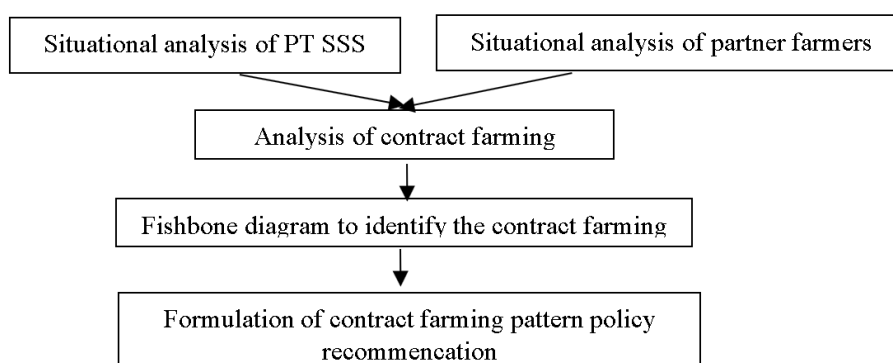 Situational analysis of PT SSS
Situational analysis of partner farmers
Analysis of contract farming
Fishbone diagram to identify the contract farming
Formulation of contract farming pattern policy
recommencation